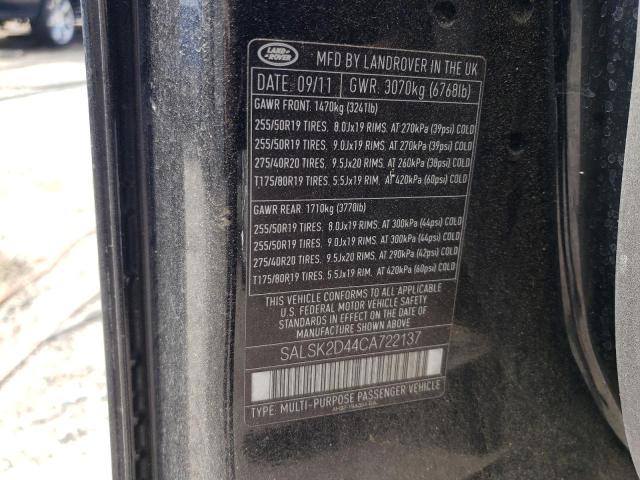 LAND ROVER
MFD BY LANDROVER IN THE UK
DATE: 09/11 GWR: 3070kg (6768lb)
GAWR FRONT: 1470kg (3241lb)
255/50R19 TIRES. 8.0Jx19 RIMS. AT 270kPa (39psi) COLD
255/50R19 TIRES. 9.0Jx19 RIMS. AT 270kPa (39psi) COLD
275/40R20 TIRES. 9.5Jx20 RIMS. AT 260kPa (38psi) COLD
T175/80R19 TIRES. 5.5Jx19 RIM. AT 420kPa (60psi) COLD
GAWR REAR: 1710kg (3770lb)
255/50R19 TIRES. 8.0Jx19 RIMS. AT 300kPa (44psi) COLD
255/50R19 TIRES. 9.0Jx19 RIMS. AT 300kPa (44psi) COLD
275/40R20 TIRES. 9.5Jx20 RIMS. AT 290kPa (42psi) COLD
T175/80R19 TIRES. 5.5Jx19 RIM. AT 420kPa (60psi) COLD
THIS VEHICLE CONFORMS TO ALL APPLICABLE
U.S. FEDERAL MOTOR VEHICLE SAFETY
STANDARDS IN EFFECT ON THE DATE OF
MANUFACTURE SHOWN ABOVE
SALSK2D44CA722137
TYPE: MULTI-PURPOSE PASSENGER VEHICLE